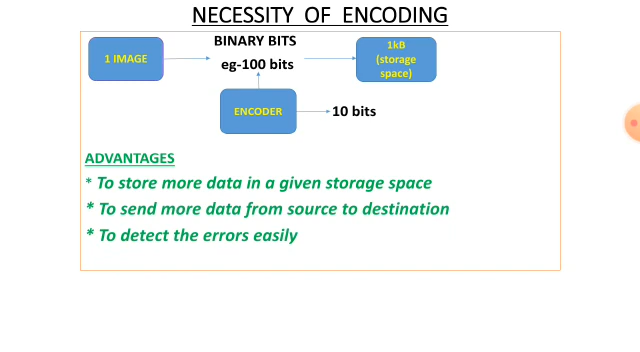 NECESSITY OF ENCODING
1 IMAGE
BINARY BITS
eg-100 bits
1kB
(storage
space)
ENCODER
10 bits
ADVANTAGES
* To store more data in a given storage space
* To send more data from source to destination
* To detect the errors easily